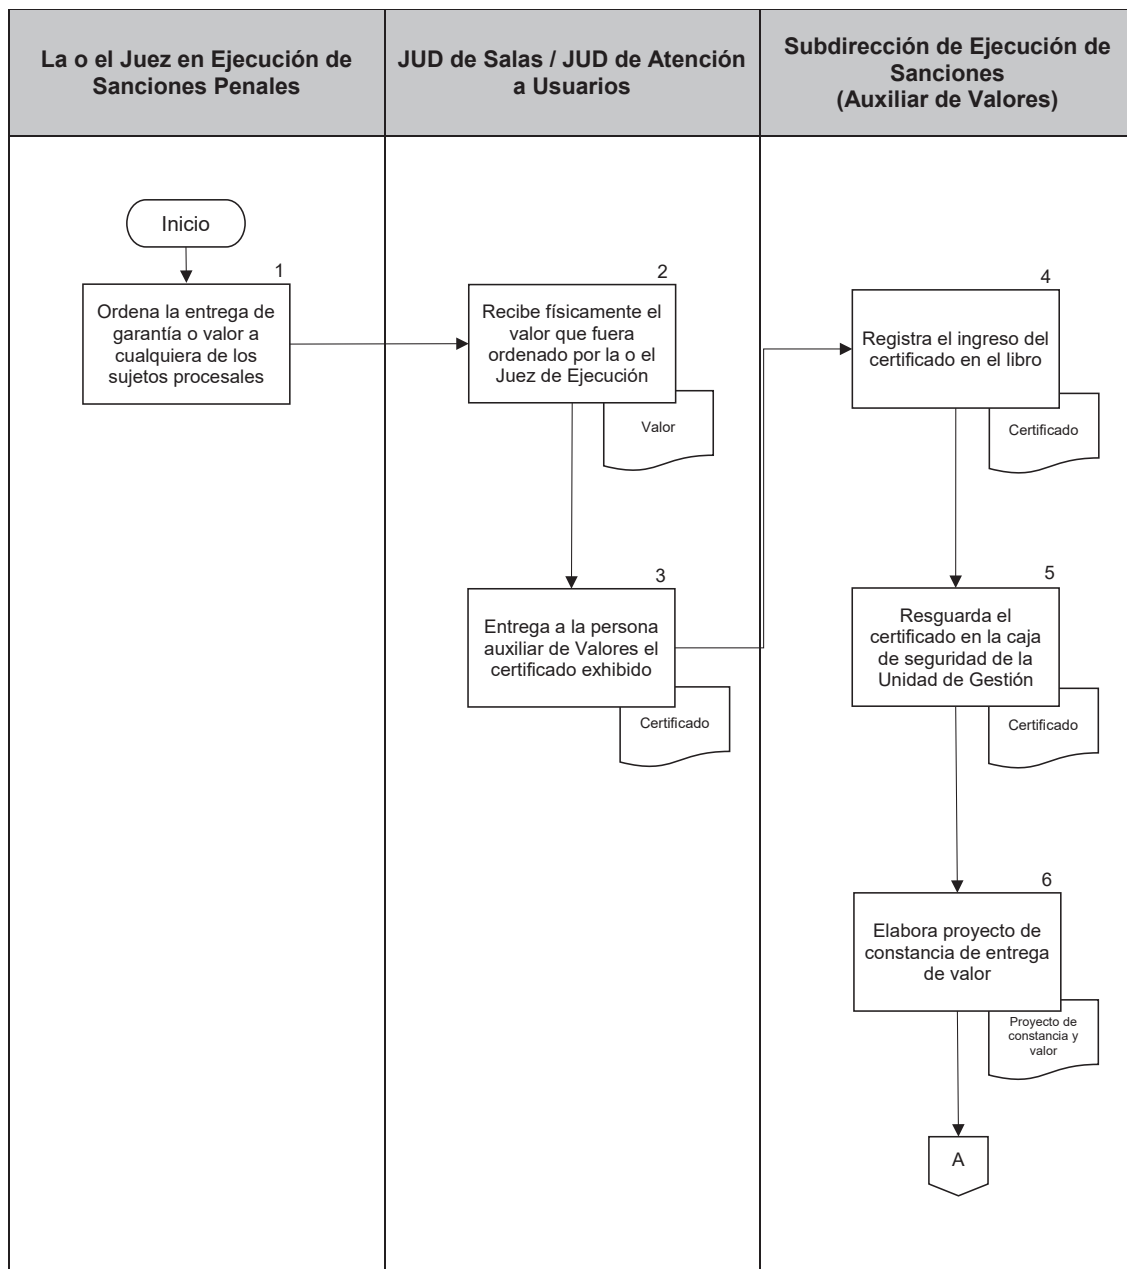 La o el Juez en Ejecución de
Sanciones Penales
JUD de Salas / JUD de Atención
a Usuarios
Subdirección de Ejecución de
Sanciones
(Auxiliar de Valores)
Inicio
1
Ordena la entrega de
garantía o valor a
cualquiera de los
sujetos procesales
2
Recibe físicamente el
valor que fuera
ordenado por la o el
Juez de Ejecución
Valor
3
Entrega a la persona
auxiliar de Valores el
certificado exhibido
Certificado
4
Registra el ingreso del
certificado en el libro
Certificado
5
Resguarda el
certificado en la caja
de seguridad de la
Unidad de Gestión
Certificado
6
Elabora proyecto de
constancia de entrega
de valor
Proyecto de
constancia y
valor
A